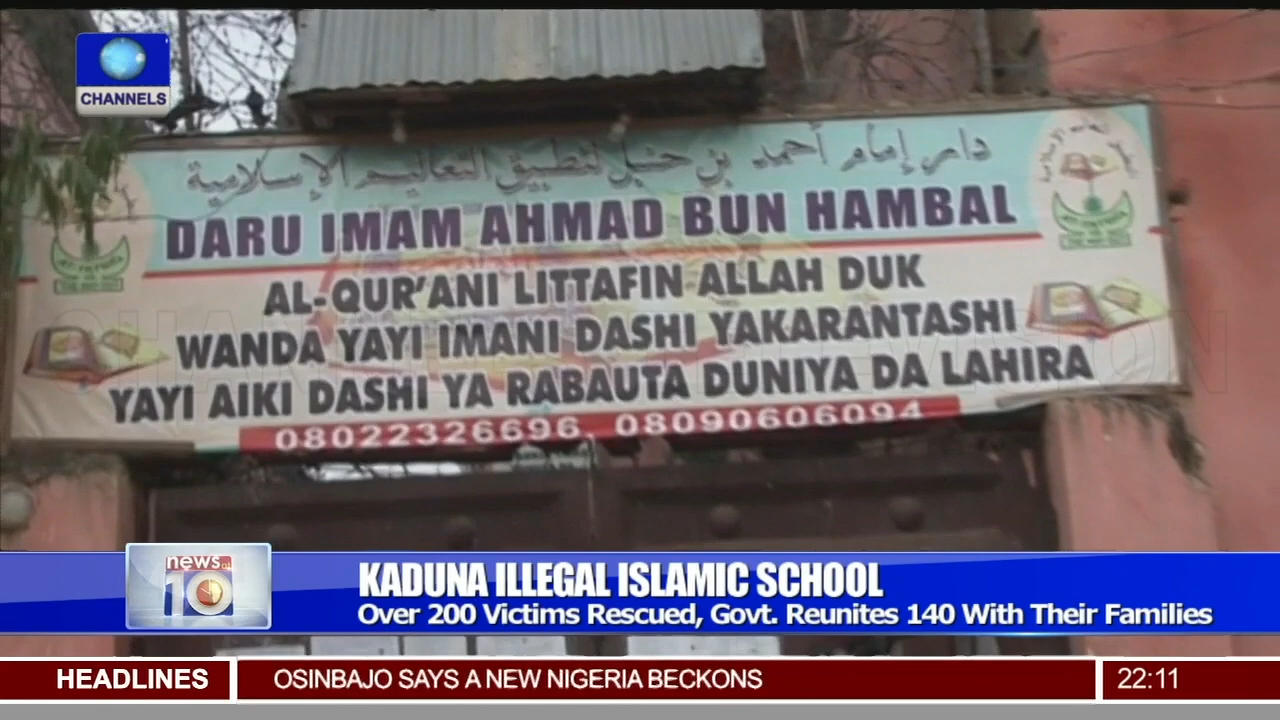 CHANNELS
دار إمام أحمد بن حنبل لتطبيق التعاليم الإسلامية
DARU IMAM AHMAD BUN HAMBAL
AL-QUR'ANI LITTAFIN ALLAH DUK
WANDA YAYI IMANI DASHI YAKARANTASHI
YAYI AIKI DASHI YA RABAUTA DUNIYA DA LAHIRA
08022326696, 08090606094
news at
10
KADUNA ILLEGAL ISLAMIC SCHOOL
Over 200 Victims Rescued, Govt. Reunites 140 With Their Families
HEADLINES
OSINBAJO SAYS A NEW NIGERIA BECKONS
22:11